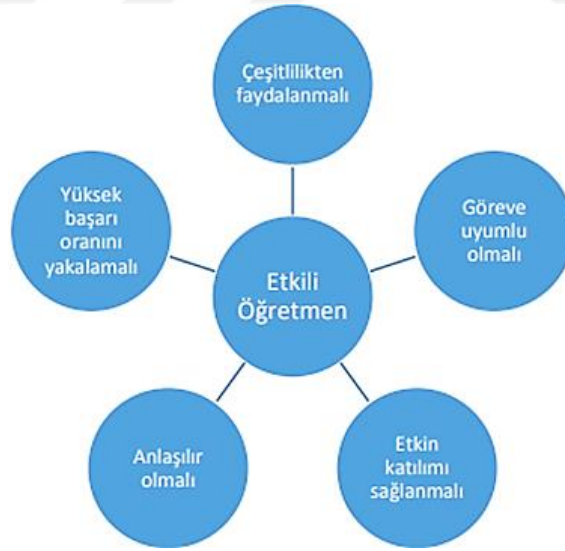 Çeşitlilikten
faydalanmalı
Yüksek
başarı
oranını
yakalamalı
Göreve
uyumlu
olmalı
Etkili
Öğretmen
Anlaşılır
olmalı
Etkin
katılımı
sağlanmalı